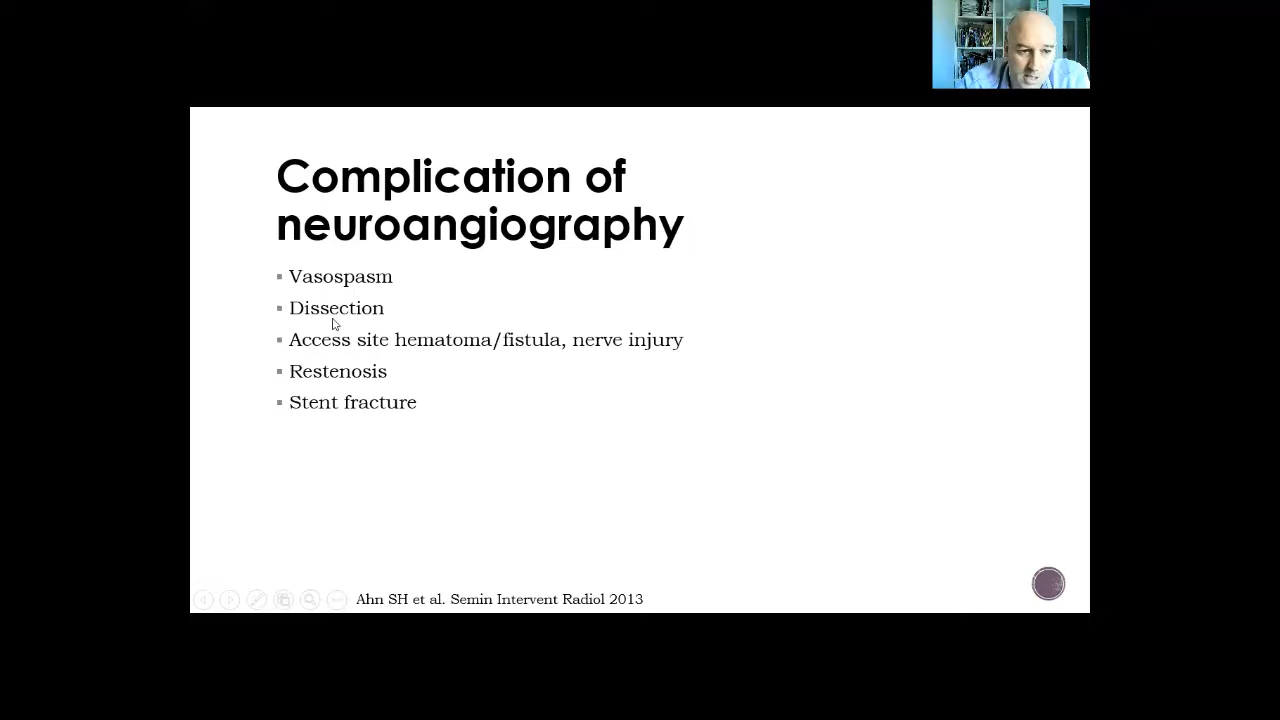 Complication of
neuroangiography
Vasospasm
Dissection
Access site hematoma/fistula, nerve injury
Restenosis
Stent fracture
Ahn SH et al. Semin Intervent Radiol 2013